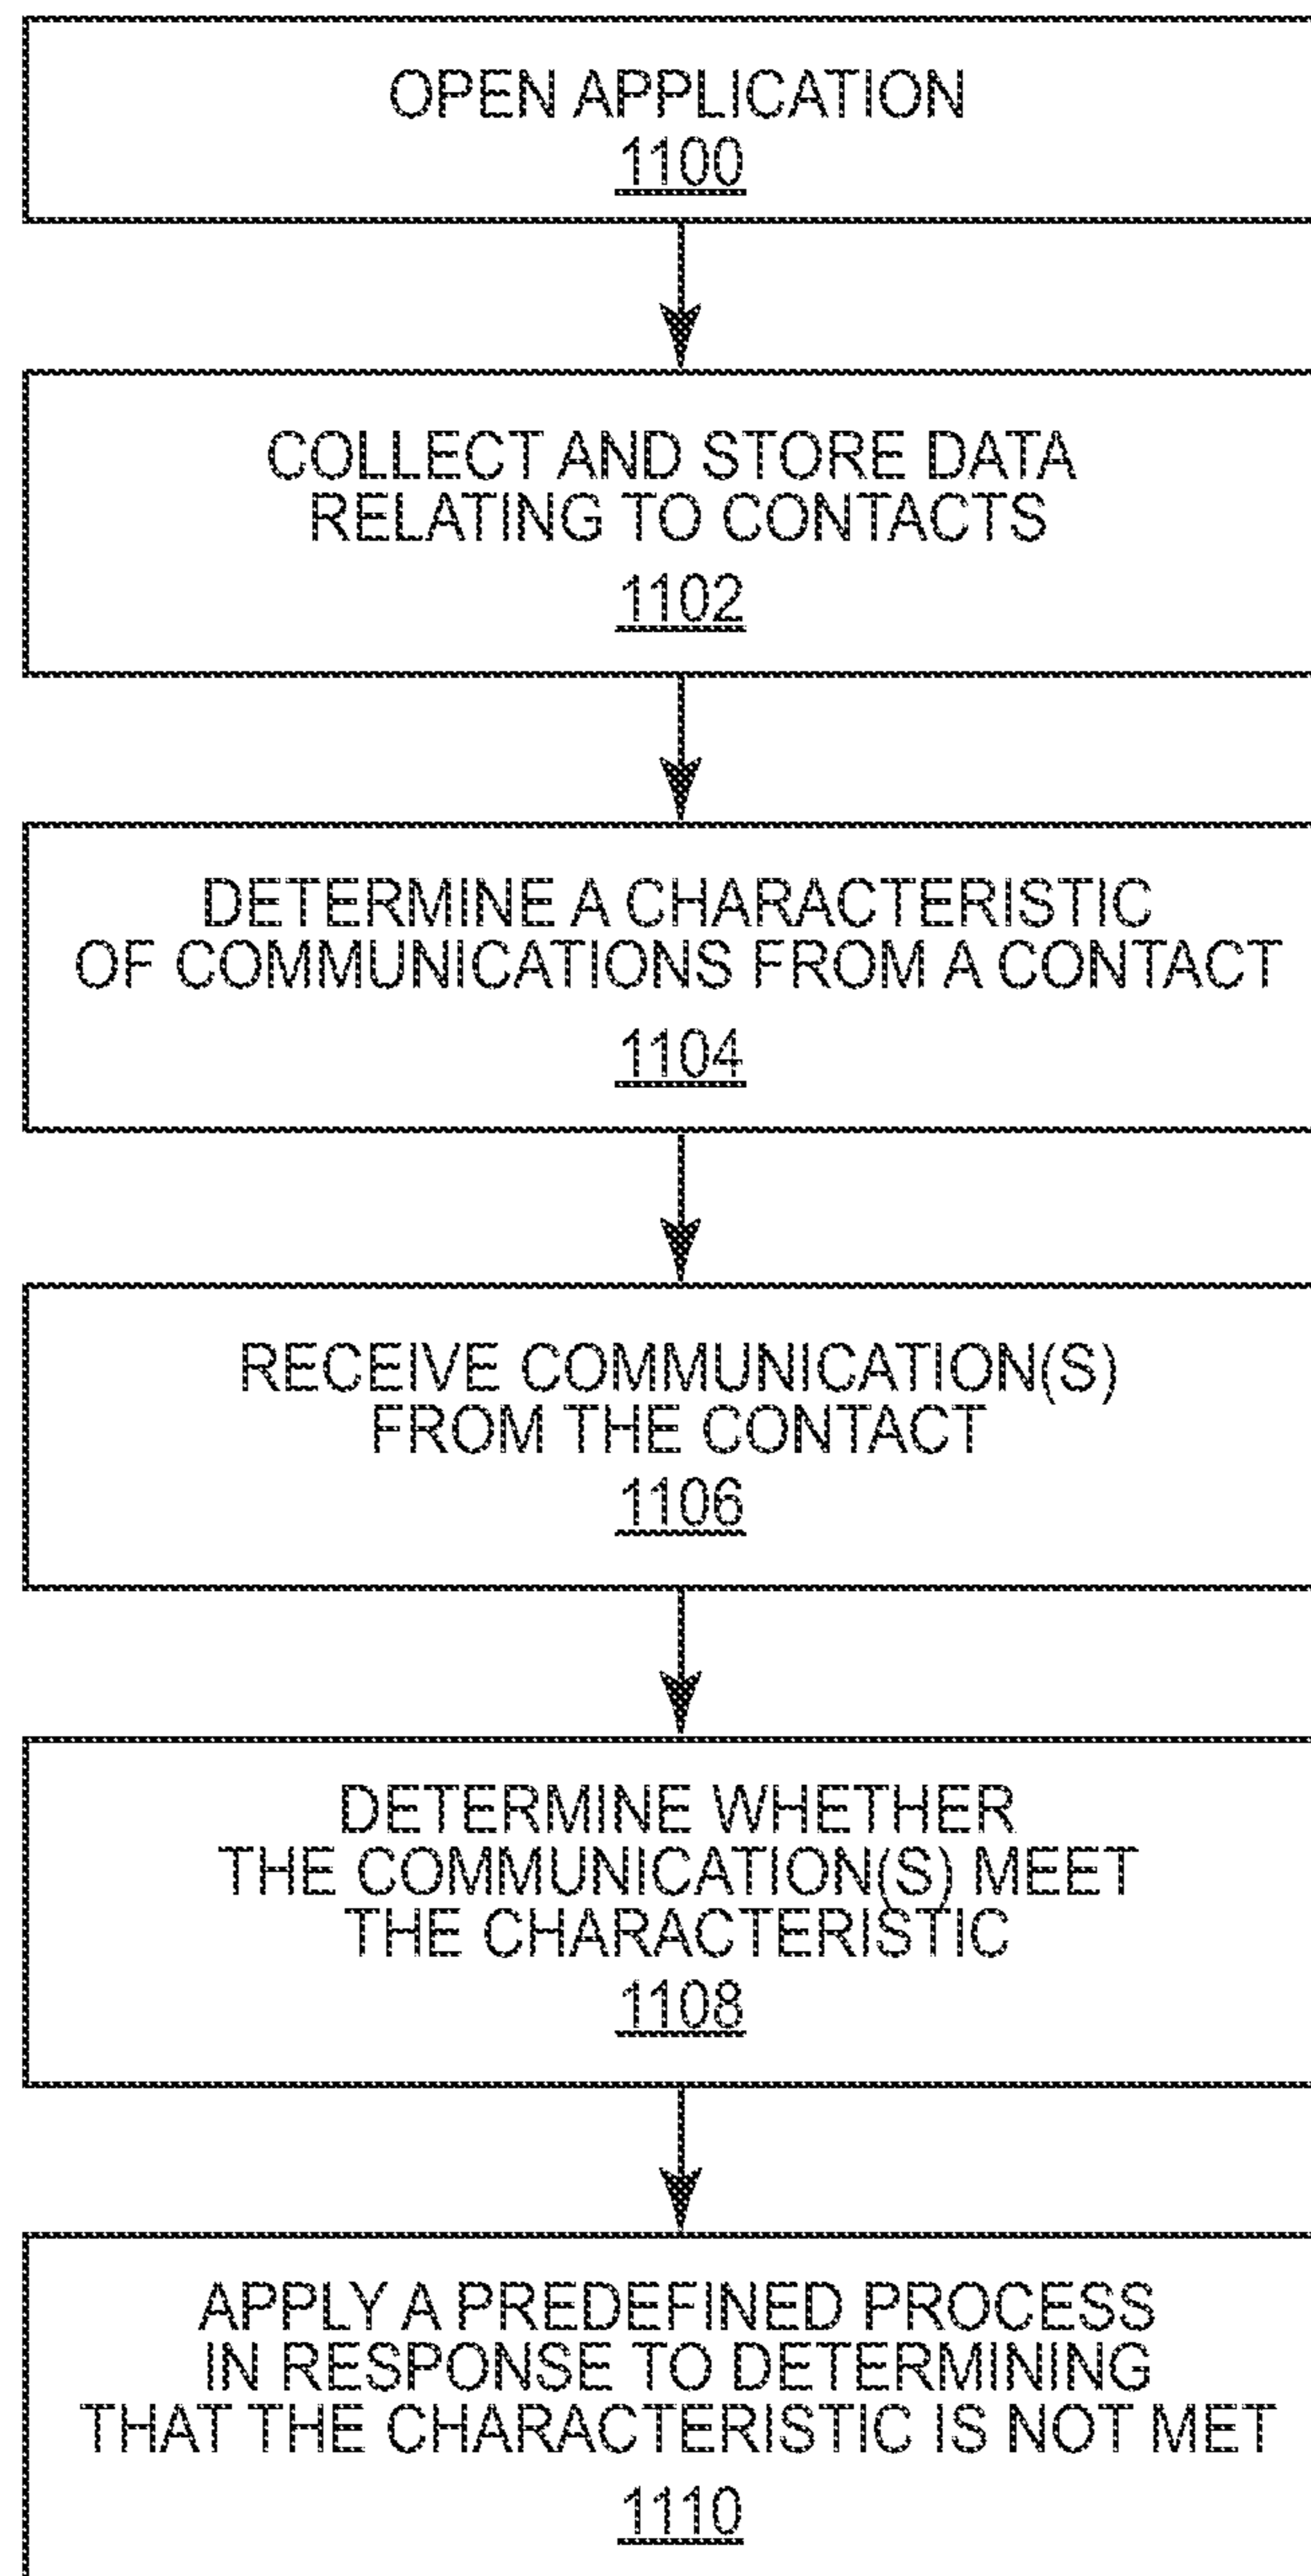 OPEN APPLICATION
1100
COLLECT AND STORE DATA
RELATING TO CONTACTS
1102
DETERMINE A CHARACTERISTIC
OF COMMUNICATIONS FROM A CONTACT
1104
RECEIVE COMMUNICATION(S)
FROM THE CONTACT
1106
DETERMINE WHETHER
THE COMMUNICATION(S) MEET
THE CHARACTERISTIC
1108
APPLY A PREDEFINED PROCESS
IN RESPONSE TO DETERMINING
THAT THE CHARACTERISTIC IS NOT MET
1110